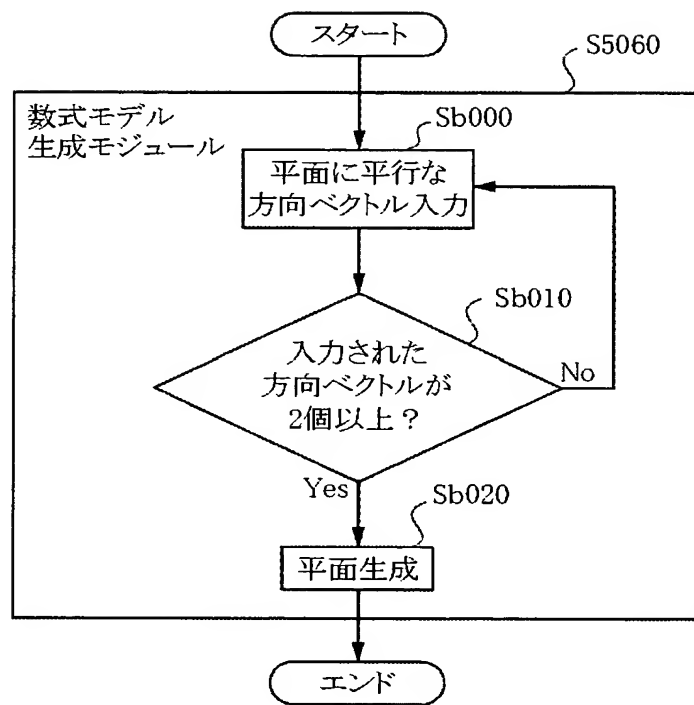 スタート
S5060
数式モデル
生成モジュール
Sb000
平面に平行な
方向ベクトル入力
Sb010
入力された
方向ベクトルが
2個以上？
No
Yes
Sb020
平面生成
エンド